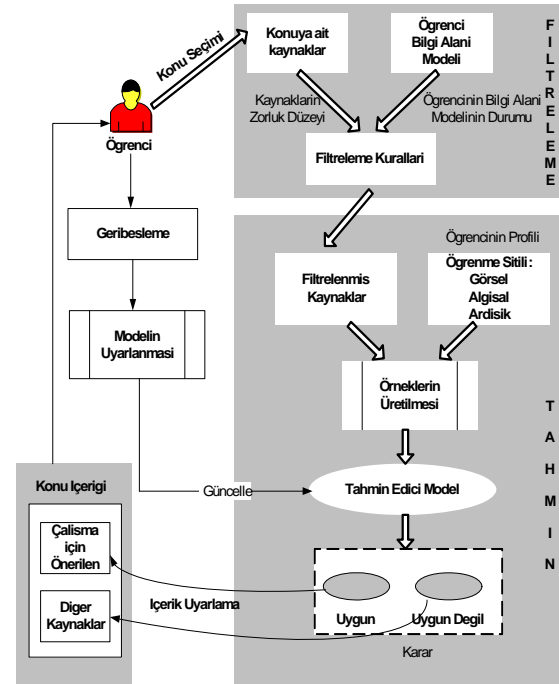 Konu Seçimi
Konuya ait
kaynaklar
Ögrenci
Bilgi Alani
Modeli
FILTRELEME
Kaynaklarin
Zorluk Düzeyi
Ögrencinin Bilgi Alani
Modelinin Durumu
Filtreleme Kurallari
Ögrenci
Geribesleme
Modelin
Uyarlanmasi
Ögrencinin Profili
Filtrelenmis
Kaynaklar
Ögrenme Sitili :
Görsel
Algisal
Ardisik
Örneklerin
Üretilmesi
TAHMIN
Güncelle
Tahmin Edici Model
Konu Içerigi
Çalisma
için
Önerilen
Diger
Kaynaklar
Içerik Uyarlama
Uygun
Uygun Degil
Karar